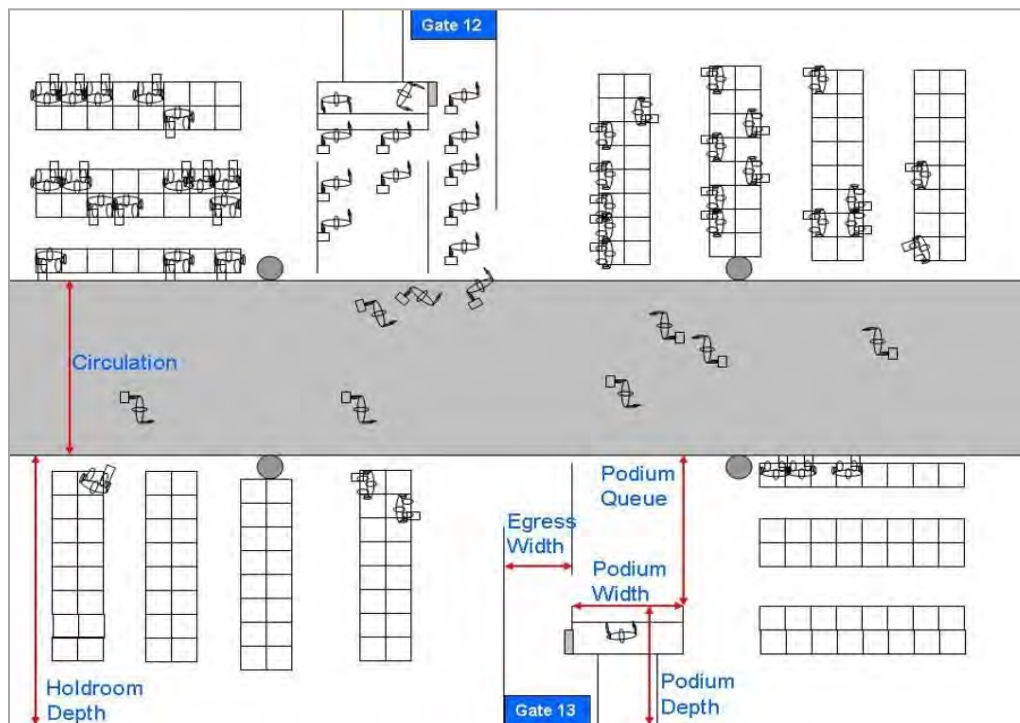 Gate 12
Circulation
Podium
Queue
Egress
Width
Podium
Width
Holdroom
Depth
Gate 13
Podium
Depth